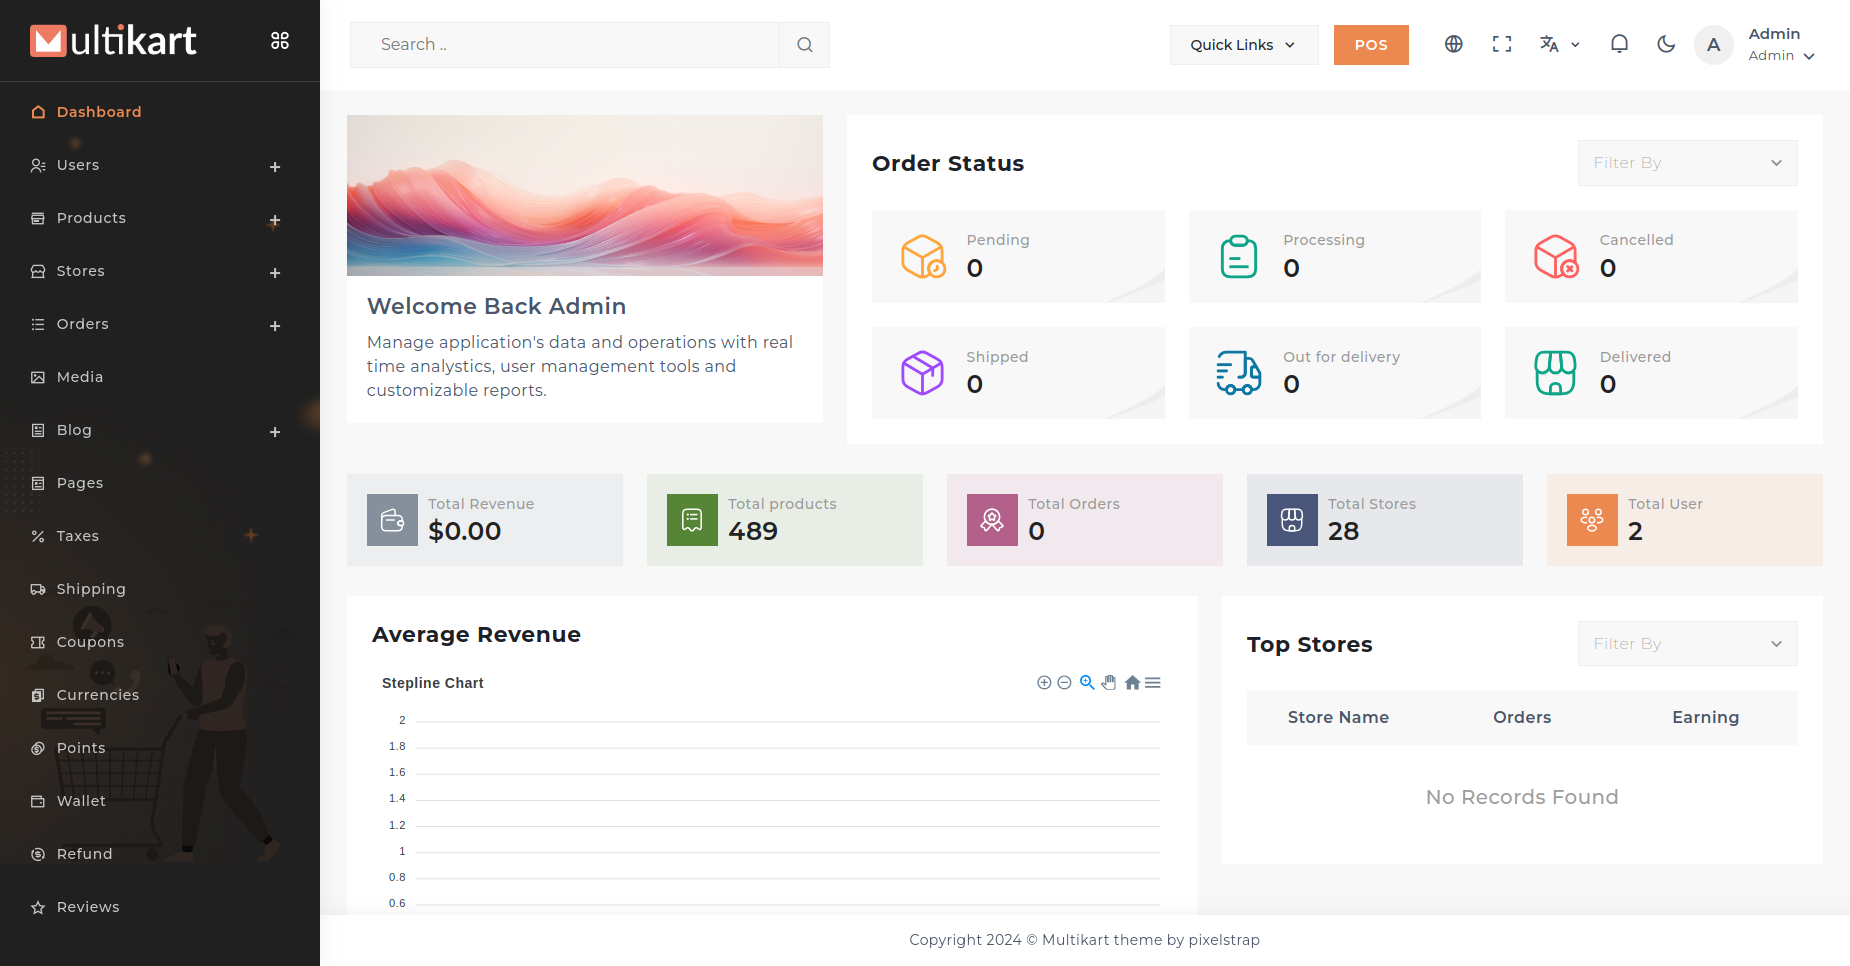 Multikart
Search ..
Quick Links
POS
A
Admin
Admin
Dashboard
Users
Products
Stores
Orders
Media
Blog
Pages
Taxes
Shipping
Coupons
Currencies
Points
Wallet
Refund
Reviews
Welcome Back Admin
Manage application's data and operations with real
time analystics, user management tools and
customizable reports.
Order Status
Filter By
Pending
0
Processing
0
Cancelled
0
Shipped
0
Out for delivery
0
Delivered
0
Total Revenue
$0.00
Total products
489
Total Orders
0
Total Stores
28
Total User
2
Average Revenue
Stepline Chart
2
1.8
1.6
1.4
1.2
1
0.8
0.6
Top Stores
Filter By
Store Name Orders Earning
No Records Found
Copyright 2024 © Multikart theme by pixelstrap